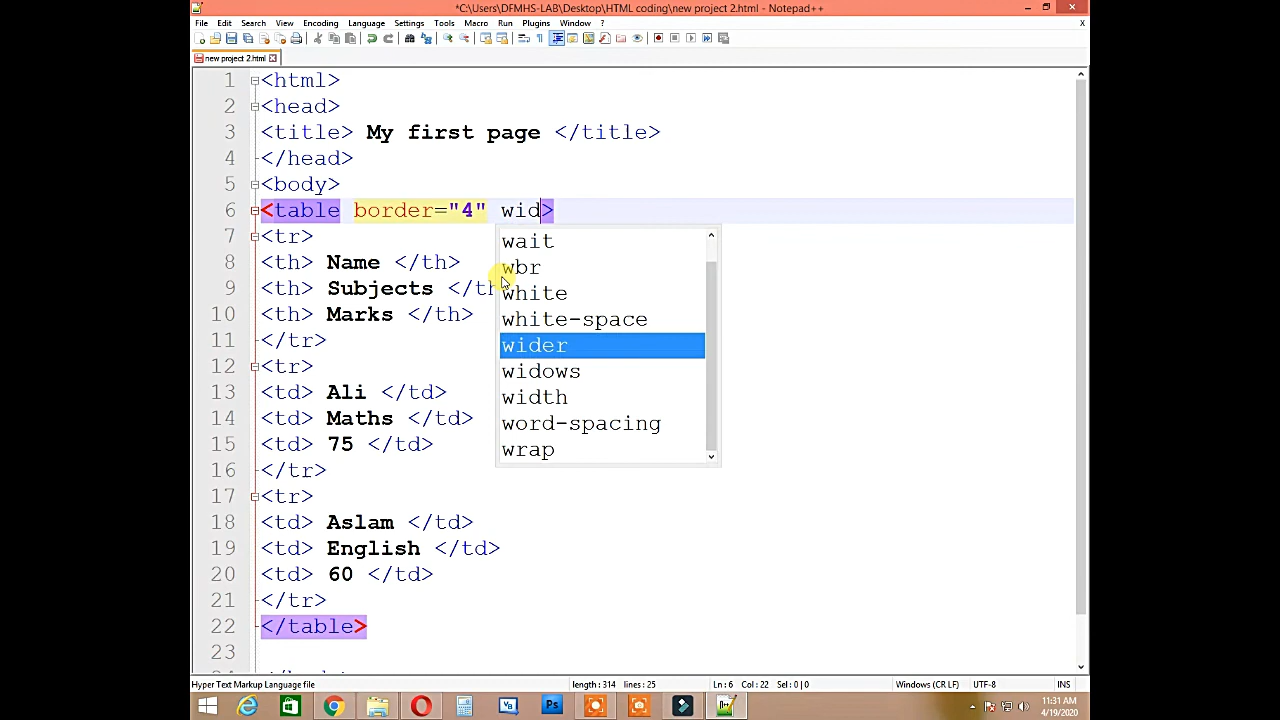 *C:\Users\DFMHS-LAB\Desktop\HTML coding\new project 2.html - Notepad++
File Edit Search View Encoding Language Settings Tools Macro Run Plugins Window ?
new project 2.html
1 <html>
2 <head>
3 <title> My first page </title>
4 </head>
5 <body>
6 <table border="4" wid>
7 <tr>
8 <th> Name </th>
9 <th> Subjects </th
10 <th> Marks </th>
11 </tr>
12 <tr>
13 <td> Ali </td>
14 <td> Maths </td>
15 <td> 75 </td>
16 </tr>
17 <tr>
18 <td> Aslam </td>
19 <td> English </td>
20 <td> 60 </td>
21 </tr>
22 </table>
23
wait
wbr
white
white-space
wider
widows
width
word-spacing
wrap
Hyper Text Markup Language file length : 314 lines : 25 Ln : 6 Col : 22 Sel : 0 | 0 Windows (CR LF) UTF-8 INS
Ps
11:31 AM
4/19/2020